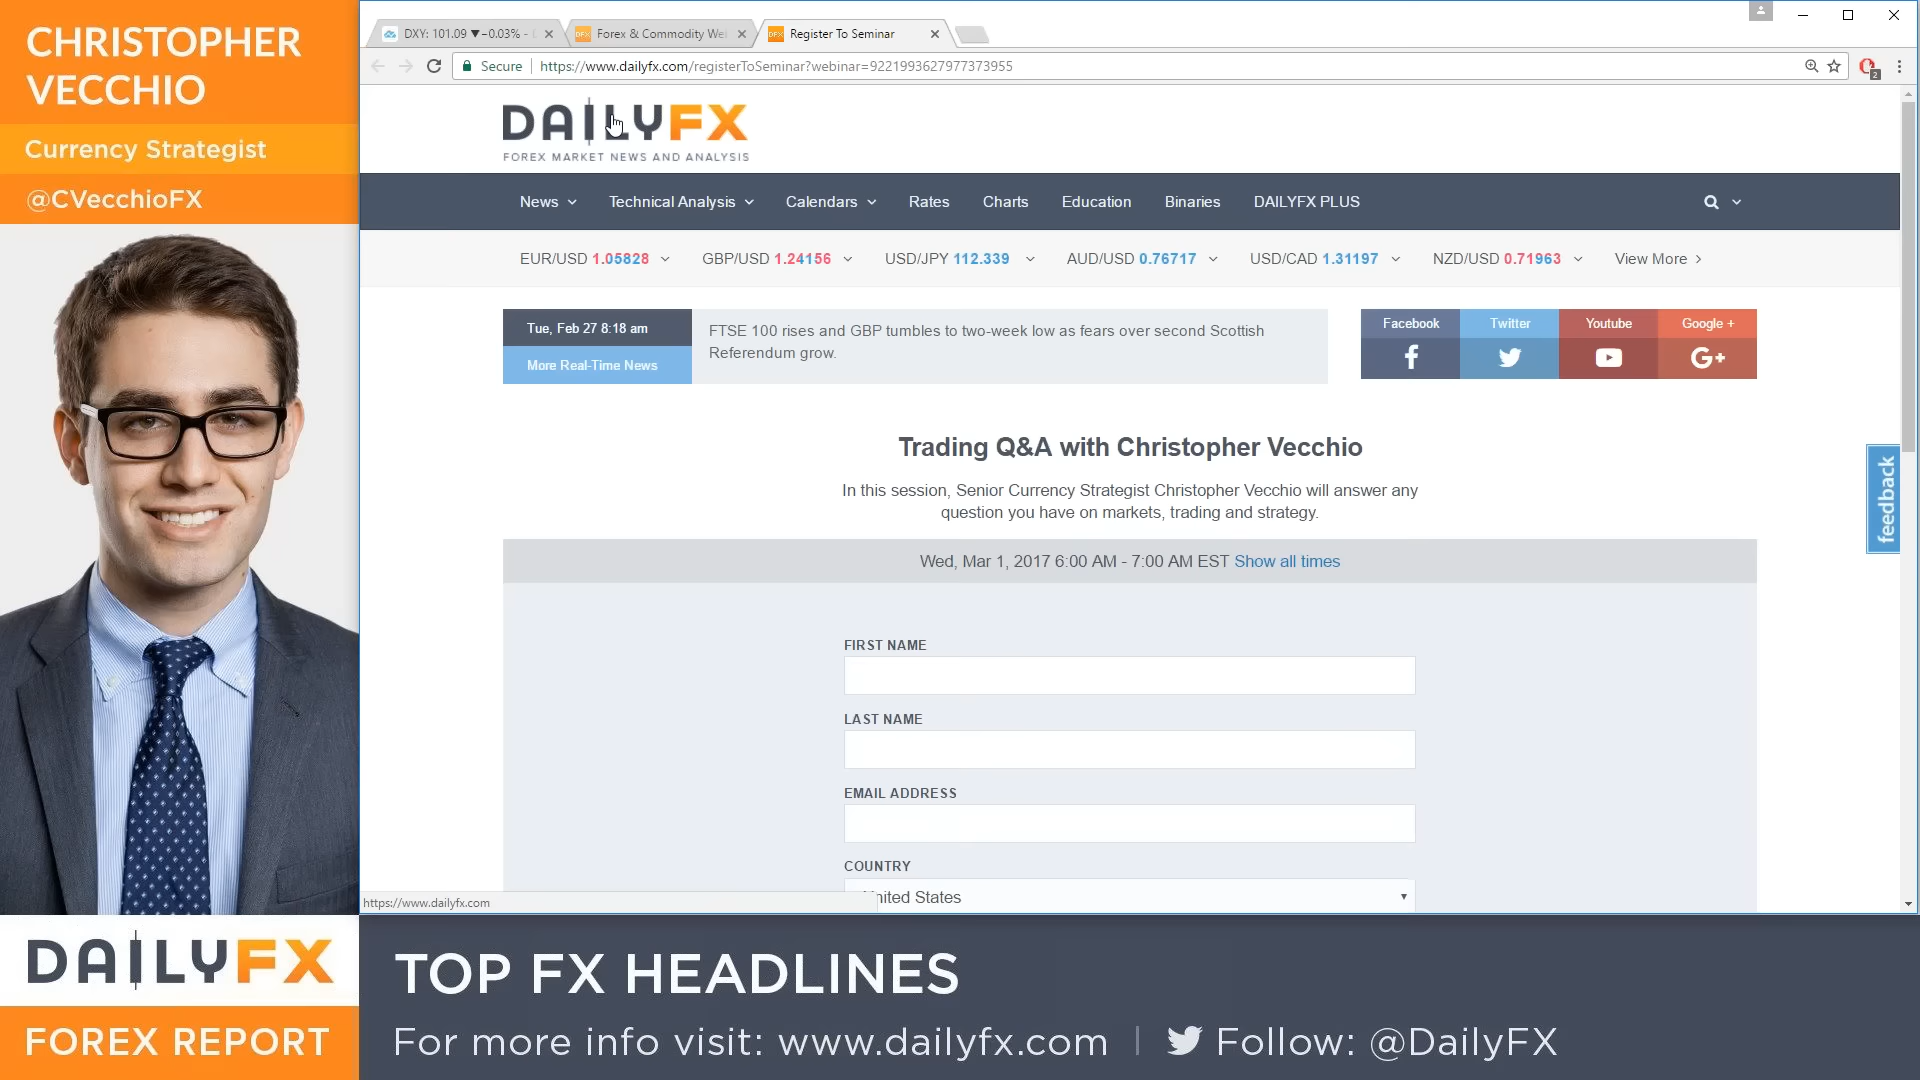 CHRISTOPHER
VECCHIO
Currency Strategist
@CVecchioFX
DAILYFX
FOREX REPORT
DXY: 101.09 ▼−0.03% -
Forex & Commodity We
Register To Seminar
Secure
https://www.dailyfx.com/registerToSeminar?webinar=9221993627977373955
2
DAILYFX
FOREX MARKET NEWS AND ANALYSIS
News
Technical Analysis
Calendars
Rates
Charts
Education
Binaries
DAILYFX PLUS
EUR/USD 1.05828
GBP/USD 1.24156
USD/JPY 112.339
AUD/USD 0.76717
USD/CAD 1.31197
NZD/USD 0.71963
View More
Tue, Feb 27 8:18 am
More Real-Time News
FTSE 100 rises and GBP tumbles to two-week low as fears over second Scottish
Referendum grow.
Facebook
Twitter
Youtube
Google +
G+
Trading Q&A with Christopher Vecchio
In this session, Senior Currency Strategist Christopher Vecchio will answer any
question you have on markets, trading and strategy.
Wed, Mar 1, 2017 6:00 AM - 7:00 AM EST Show all times
feedback
FIRST NAME
LAST NAME
EMAIL ADDRESS
COUNTRY
nited States
https://www.dailyfx.com
TOP FX HEADLINES
For more info visit: www.dailyfx.com | Follow: @DailyFX